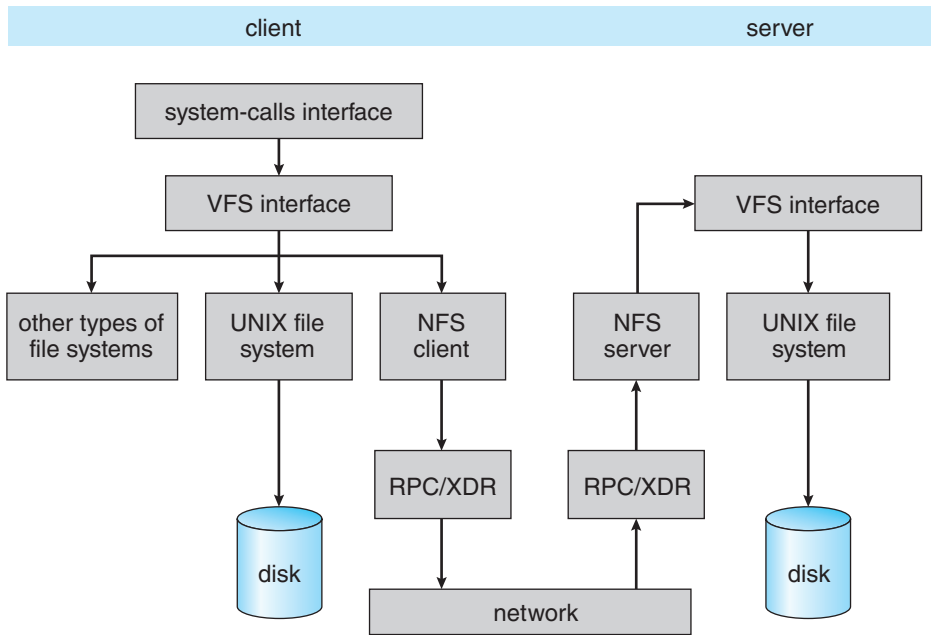 client
server
system-calls interface
VFS interface
VFS interface
other types of
file systems
UNIX file
system
NFS
client
NFS
server
UNIX file
system
RPC/XDR
RPC/XDR
disk
disk
network